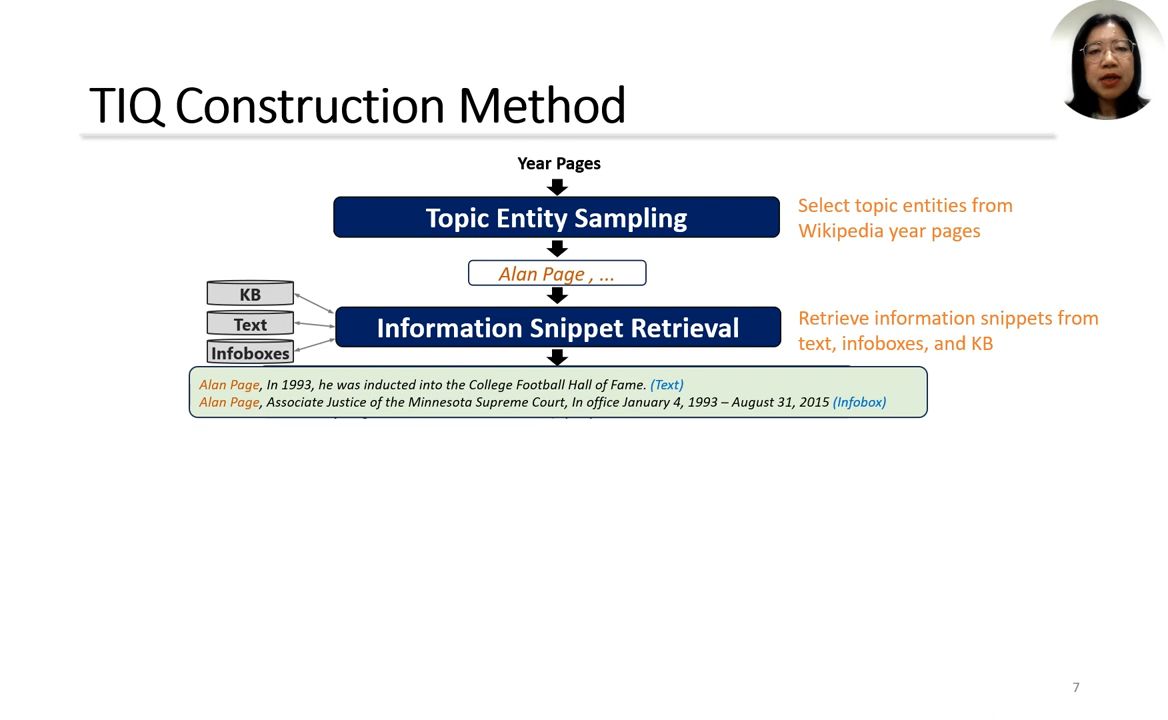 TIQ Construction Method
Year Pages
Topic Entity Sampling
Select topic entities from
Wikipedia year pages
Alan Page , ...
KB
Text
Infoboxes
Information Snippet Retrieval
Retrieve information snippets from
text, infoboxes, and KB
Alan Page, In 1993, he was inducted into the College Football Hall of Fame. (Text)
Alan Page, Associate Justice of the Minnesota Supreme Court, In office January 4, 1993 – August 31, 2015 (Infobox)
7